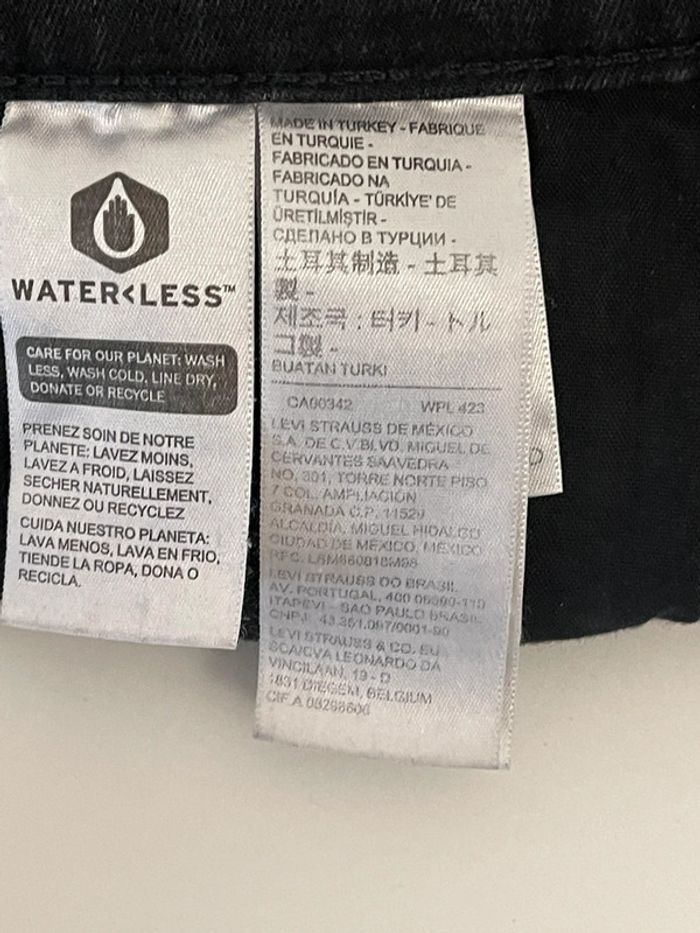 WATER<LESS™
CARE FOR OUR PLANET: WASH
LESS, WASH COLD, LINE DRY,
DONATE OR RECYCLE
PRENEZ SOIN DE NOTRE
PLANETE: LAVEZ MOINS,
LAVEZ A FROID, LAISSEZ
SECHER NATURELLEMENT,
DONNEZ OU RECYCLEZ
CUIDA NUESTRO PLANETA:
LAVA MENOS, LAVA EN FRIO,
TIENDE LA ROPA, DONA O
RECICLA.
MADE IN TURKEY - FABRIQUE
EN TURQUIE -
FABRICADO EN TURQUIA -
FABRICADO NA
TURQUÍA - TÜRKİYE' DE
ÜRETİLMİŞTİR -
СДЕЛАНО В ТУРЦИИ -
土耳其制造 - 土耳其
製 -
제조국 : 터키 - トル
コ製 -
BUATAN TURKI
CA00342 WPL 423
LEVI STRAUSS DE MÉXICO
S.A. DE C.V.BLVD. MIGUEL DE
CERVANTES SAAVEDRA
NO. 301, TORRE NORTE PISO
7 COL. AMPLIACIÓN
GRANADA C.P. 11529
ALCALDÍA, MIGUEL HIDALGO
CIUDAD DE MÉXICO, MÉXICO
RFC.
LEVI STRAUSS DO BRASIL
AV. PORTUGAL, 400
ITAPEVI - SAO PAULO BRASIL
CNPJ:
LEVI STRAUSS & CO. EU
SCA/CVA LEONARDO DA
VINCILAAN, 19 - D
1831 DIEGEM, BELGIUM
CIF A
D